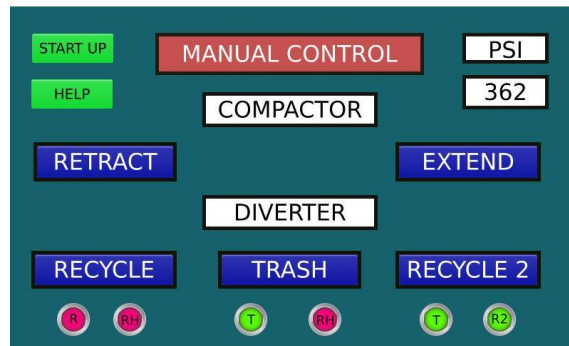 START UP
MANUAL CONTROL
PSI
HELP
362
COMPACTOR
RETRACT
EXTEND
DIVERTER
RECYCLE
TRASH
RECYCLE 2
R
RH
T
RH
T
R2